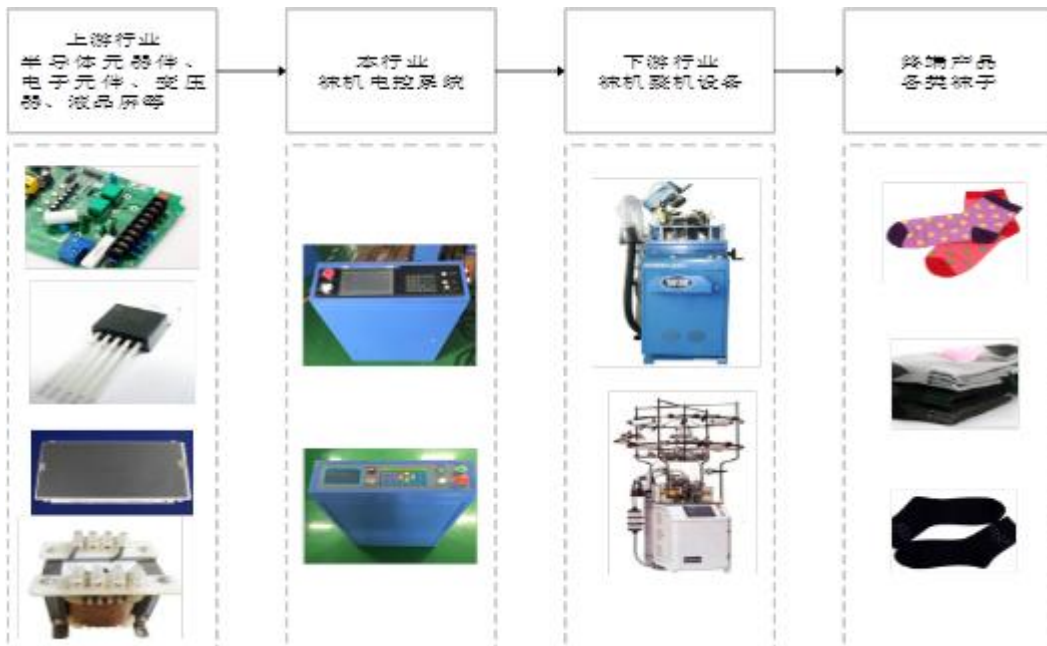 上游行业
半导体元器件、
电子元件、变压
器、液晶屏等
本行业
袜机电控系统
下游行业
袜机整机设备
终端产品
各类袜子